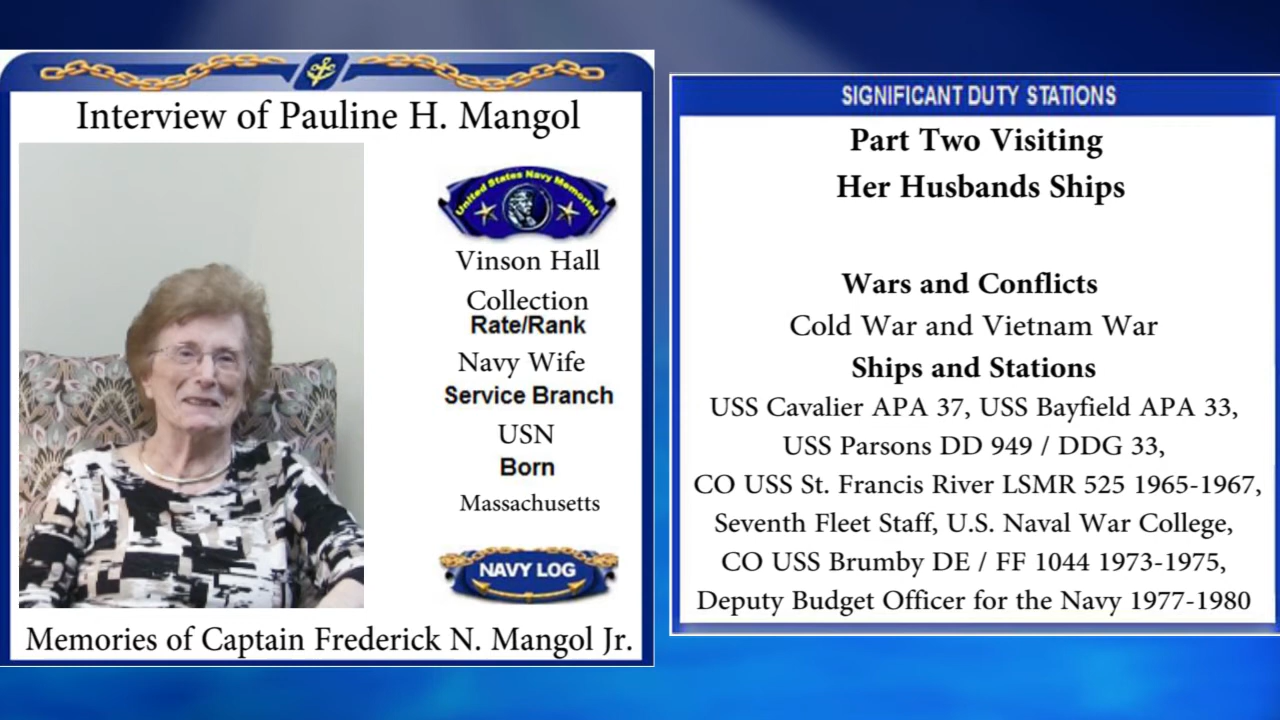 Interview of Pauline H. Mangol
United States Navy Memorial
Vinson Hall
Collection
Rate/Rank
Navy Wife
Service Branch
USN
Born
Massachusetts
NAVY LOG
Memories of Captain Frederick N. Mangol Jr.
SIGNIFICANT DUTY STATIONS
Part Two Visiting
Her Husbands Ships
Wars and Conflicts
Cold War and Vietnam War
Ships and Stations
USS Cavalier APA 37, USS Bayfield APA 33,
USS Parsons DD 949 / DDG 33,
CO USS St. Francis River LSMR 525 1965-1967,
Seventh Fleet Staff, U.S. Naval War College,
CO USS Brumby DE / FF 1044 1973-1975,
Deputy Budget Officer for the Navy 1977-1980